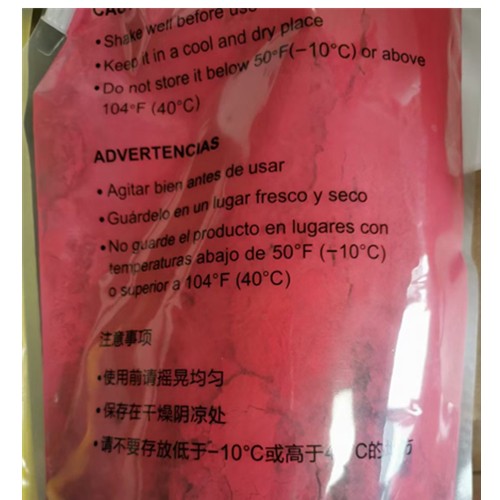 • Shake well before use
• Keep it in a cool and dry place
• Do not store it below 50°F(−10°C) or above
104°F (40°C)
ADVERTENCIAS
• Agitar bien antes de usar
• Guárdelo en un lugar fresco y seco
• No guarde el producto en lugares con
temperaturas abajo de 50°F (−10°C)
o superior a 104°F (40°C)
注意事项
•使用前请摇晃均匀
•保存在干燥阴凉处
•请不要存放低于−10°C或高于4 °C的